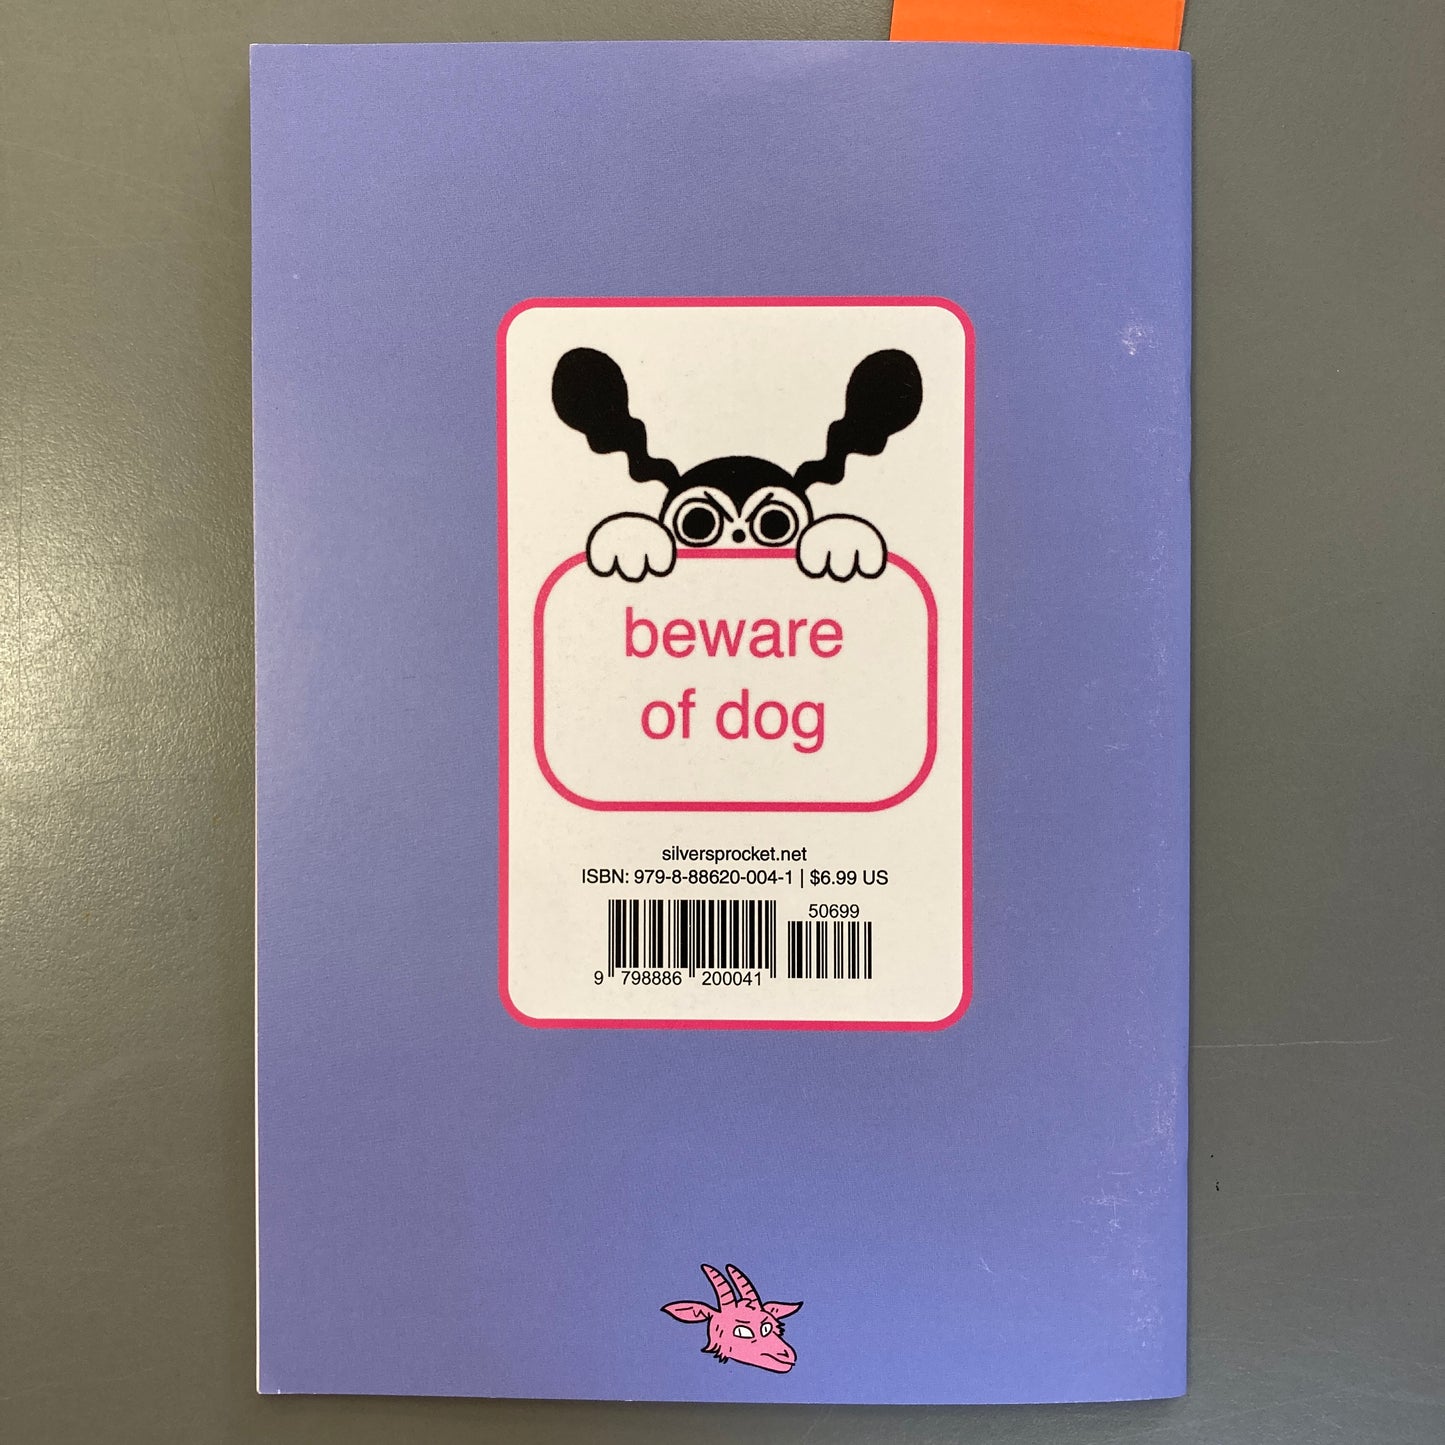 beware
of dog
silversprocket.net
ISBN: 979-8-88620-004-1 | $6.99 US
50699
9 798886 200041